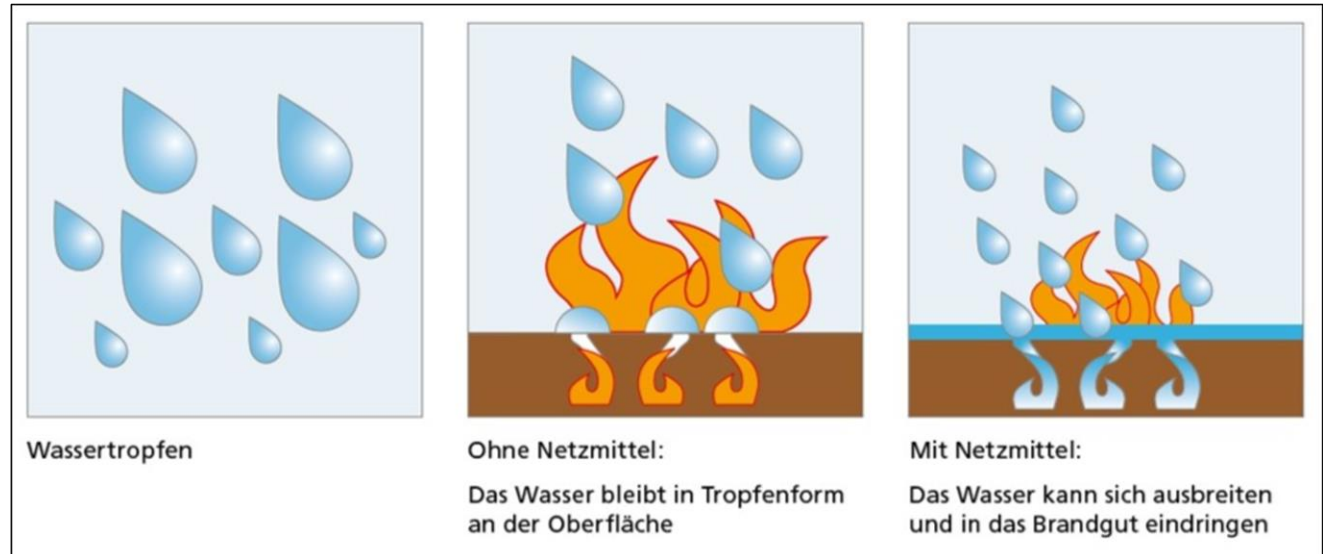 Wassertropfen
Ohne Netzmittel:
Das Wasser bleibt in Tropfenform
an der Oberfläche
Mit Netzmittel:
Das Wasser kann sich ausbreiten
und in das Brandgut eindringen